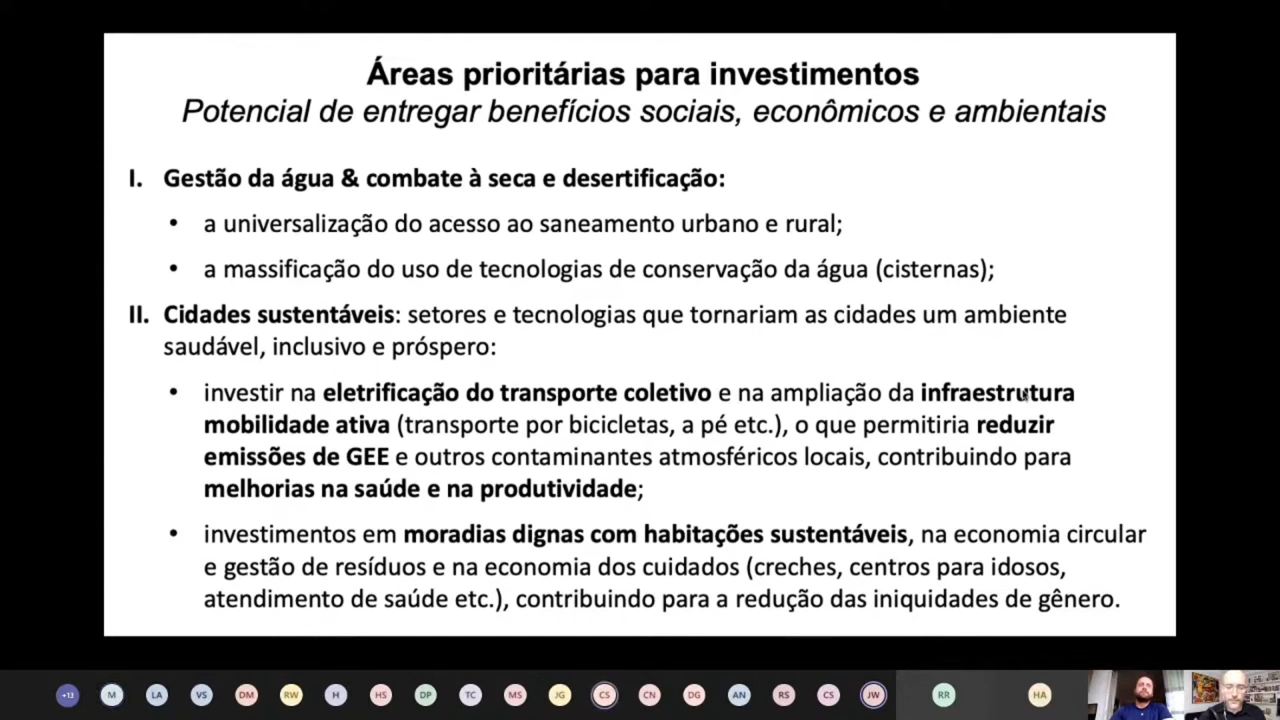 Áreas prioritárias para investimentos
Potencial de entregar benefícios sociais, econômicos e ambientais
I. Gestão da água & combate à seca e desertificação:
• a universalização do acesso ao saneamento urbano e rural;
• a massificação do uso de tecnologias de conservação da água (cisternas);
II. Cidades sustentáveis: setores e tecnologias que tornariam as cidades um ambiente
saudável, inclusivo e próspero:
• investir na eletrificação do transporte coletivo e na ampliação da infraestrutura
mobilidade ativa (transporte por bicicletas, a pé etc.), o que permitiria reduzir
emissões de GEE e outros contaminantes atmosféricos locais, contribuindo para
melhorias na saúde e na produtividade;
• investimentos em moradias dignas com habitações sustentáveis, na economia circular
e gestão de resíduos e na economia dos cuidados (creches, centros para idosos,
atendimento de saúde etc.), contribuindo para a redução das iniquidades de gênero.
+13 M LA VS DM RW H HS DP TC MS JG CS CN DG AN RS CS JW RR HA